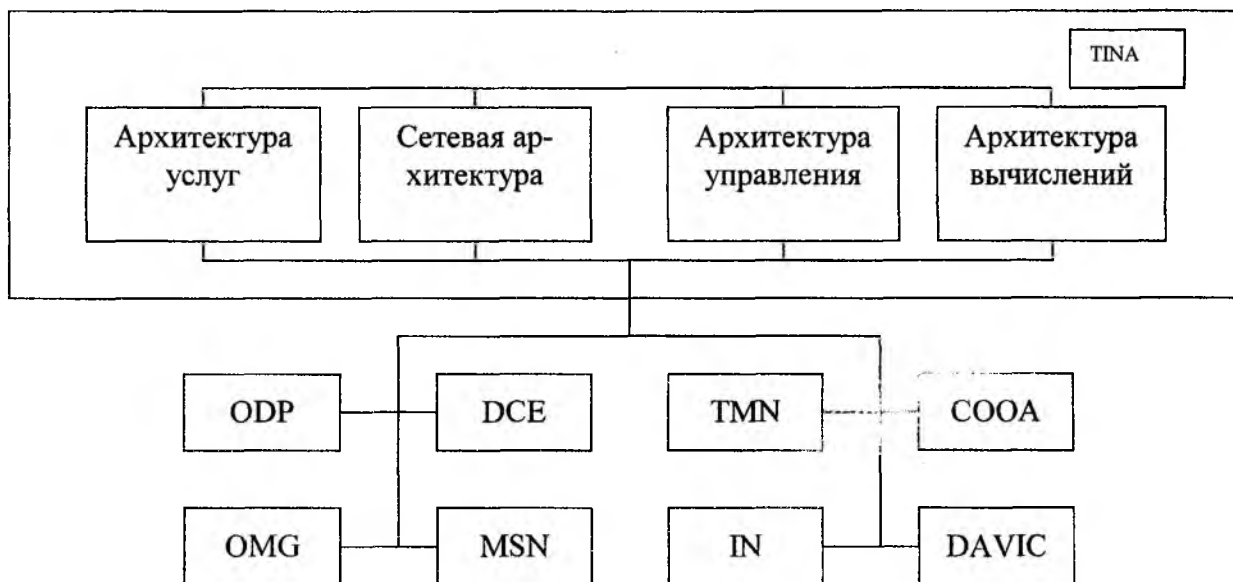 TINA
Архитектура
услуг
Сетевая ар-
хитектура
Архитектура
управления
Архитектура
вычислений
ODP
DCE
TMN
COOA
OMG
MSN
IN
DAVIC